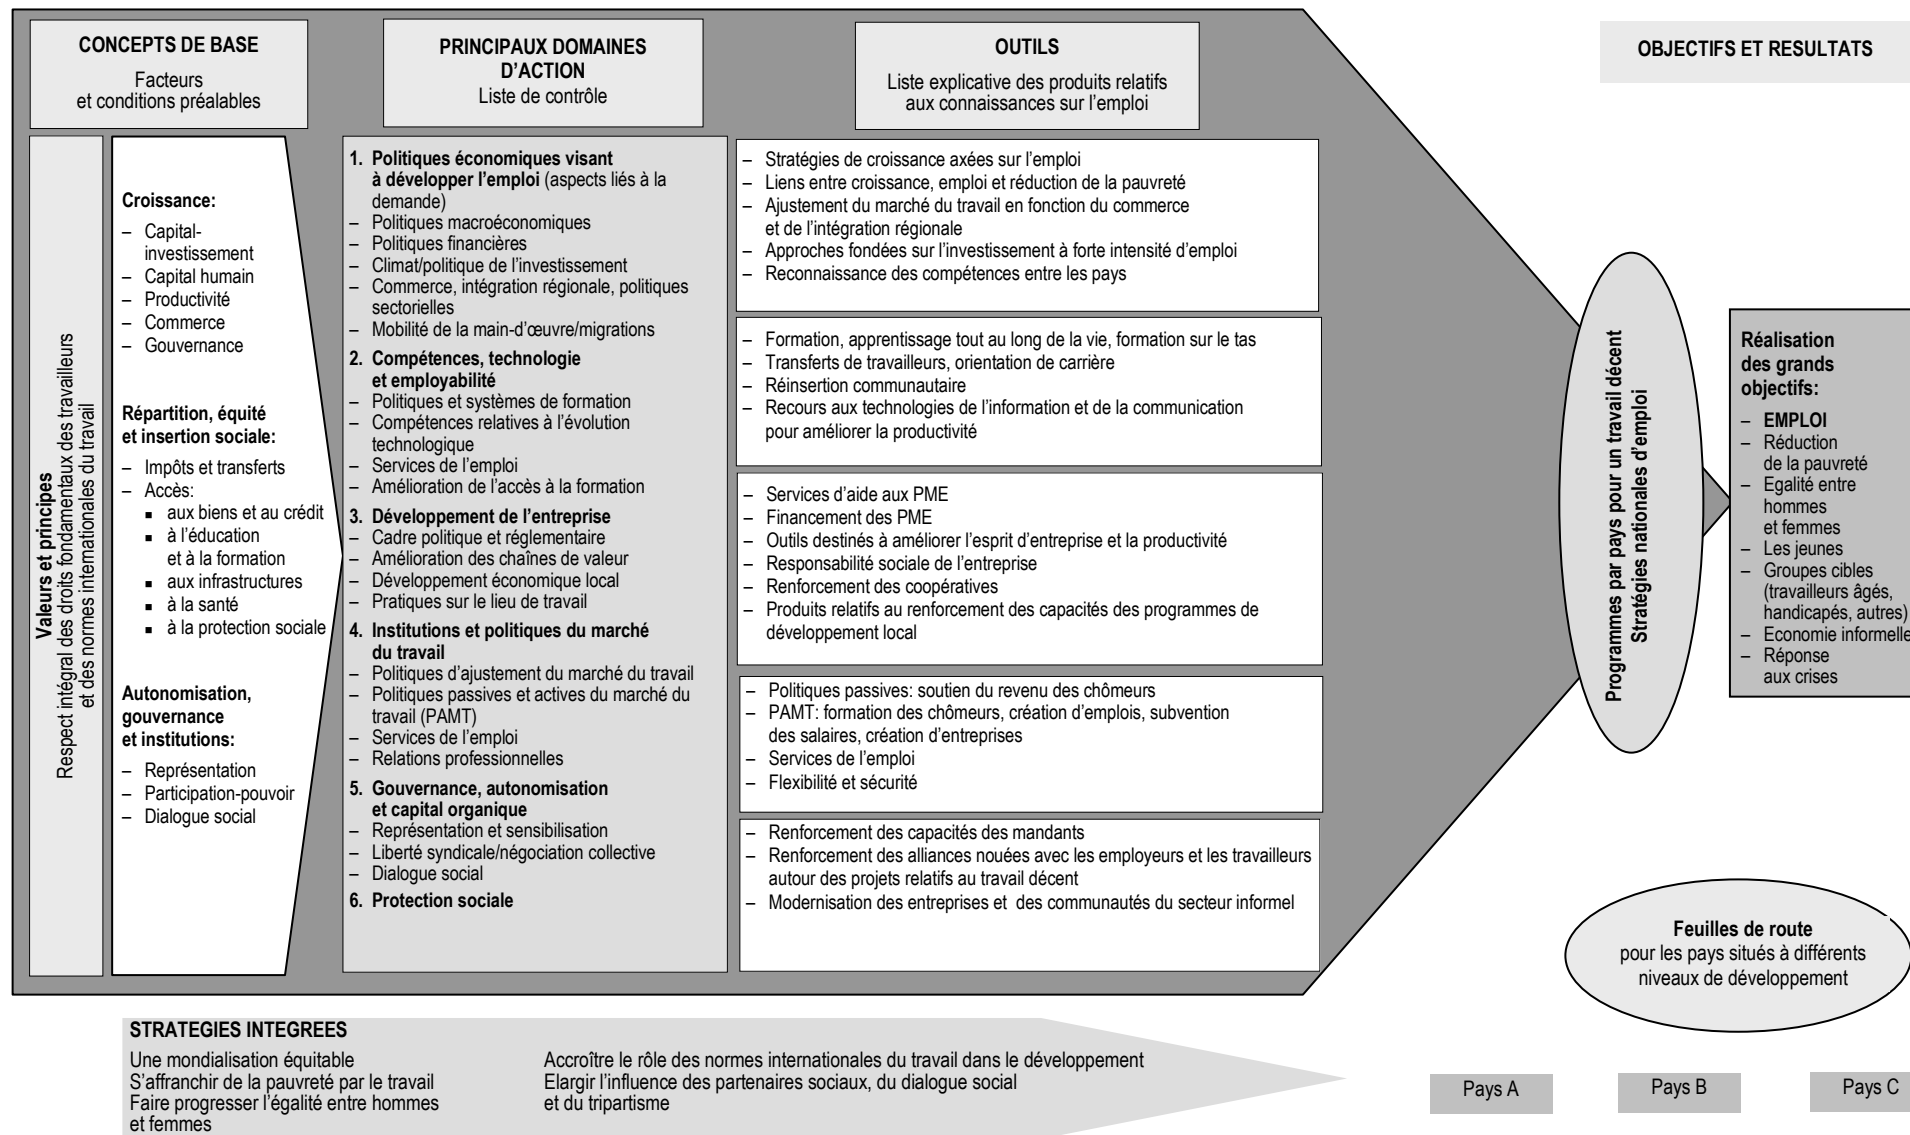 CONCEPTS DE BASE
Facteurs
et conditions préalables
PRINCIPAUX DOMAINES
D'ACTION
Liste de contrôle
OUTILS
Liste explicative des produits relatifs
aux connaissances sur l'emploi
OBJECTIFS ET RESULTATS
Valeurs et principes
Respect intégral des droits fondamentaux des travailleurs
et des normes internationales du travail
Croissance:
– Capital-
investissement
– Capital humain
– Productivité
– Commerce
– Gouvernance
Répartition, équité
et insertion sociale:
– Impôts et transferts
– Accès:
▪ aux biens et au crédit
▪ à l'éducation
et à la formation
▪ aux infrastructures
▪ à la santé
▪ à la protection sociale
Autonomisation,
gouvernance
et institutions:
– Représentation
– Participation-pouvoir
– Dialogue social
1. Politiques économiques visant
à développer l'emploi (aspects liés à la
demande)
– Politiques macroéconomiques
– Politiques financières
– Climat/politique de l'investissement
– Commerce, intégration régionale, politiques
sectorielles
– Mobilité de la main-d'œuvre/migrations
2. Compétences, technologie
et employabilité
– Politiques et systèmes de formation
– Compétences relatives à l'évolution
technologique
– Services de l'emploi
– Amélioration de l'accès à la formation
3. Développement de l'entreprise
– Cadre politique et réglementaire
– Amélioration des chaînes de valeur
– Développement économique local
– Pratiques sur le lieu de travail
4. Institutions et politiques du marché
du travail
– Politiques d'ajustement du marché du travail
– Politiques passives et actives du marché du
travail (PAMT)
– Services de l'emploi
– Relations professionnelles
5. Gouvernance, autonomisation
et capital organique
– Représentation et sensibilisation
– Liberté syndicale/négociation collective
– Dialogue social
6. Protection sociale
– Stratégies de croissance axées sur l'emploi
– Liens entre croissance, emploi et réduction de la pauvreté
– Ajustement du marché du travail en fonction du commerce
et de l'intégration régionale
– Approches fondées sur l'investissement à forte intensité d'emploi
– Reconnaissance des compétences entre les pays
– Formation, apprentissage tout au long de la vie, formation sur le tas
– Transferts de travailleurs, orientation de carrière
– Réinsertion communautaire
– Recours aux technologies de l'information et de la communication
pour améliorer la productivité
– Services d'aide aux PME
– Financement des PME
– Outils destinés à améliorer l'esprit d'entreprise et la productivité
– Responsabilité sociale de l'entreprise
– Renforcement des coopératives
– Produits relatifs au renforcement des capacités des programmes de
développement local
– Politiques passives: soutien du revenu des chômeurs
– PAMT: formation des chômeurs, création d'emplois, subvention
des salaires, création d'entreprises
– Services de l'emploi
– Flexibilité et sécurité
– Renforcement des capacités des mandants
– Renforcement des alliances nouées avec les employeurs et les travailleurs
autour des projets relatifs au travail décent
– Modernisation des entreprises et des communautés du secteur informel
Programmes par pays pour un travail décent
Stratégies nationales d'emploi
Réalisation
des grands
objectifs:
– EMPLOI
– Réduction
de la pauvreté
– Egalité entre
hommes
et femmes
– Les jeunes
– Groupes cibles
(travailleurs âgés,
handicapés, autres)
– Economie informelle
– Réponse
aux crises
Feuilles de route
pour les pays situés à différents
niveaux de développement
STRATEGIES INTEGREES
Une mondialisation équitable
S'affranchir de la pauvreté par le travail
Faire progresser l'égalité entre hommes
et femmes
Accroître le rôle des normes internationales du travail dans le développement
Elargir l'influence des partenaires sociaux, du dialogue social
et du tripartisme
Pays A
Pays B
Pays C